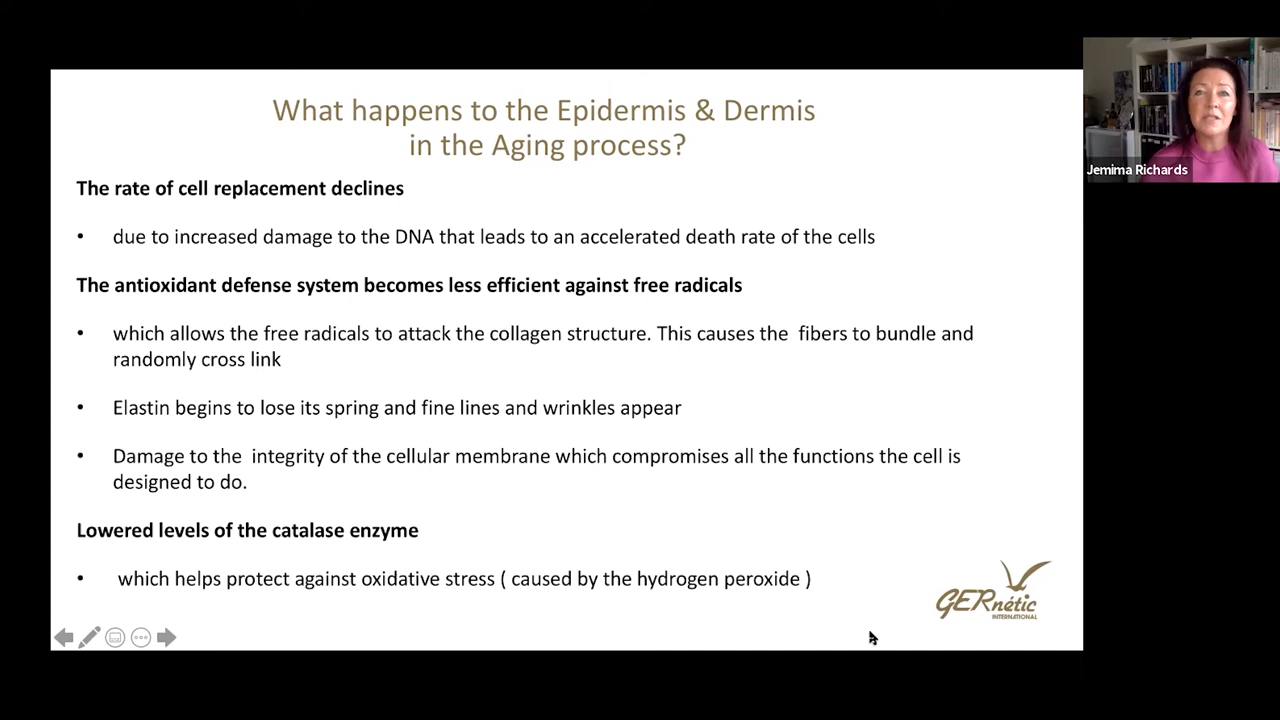 What happens to the Epidermis & Dermis
in the Aging process?
The rate of cell replacement declines
• due to increased damage to the DNA that leads to an accelerated death rate of the cells
The antioxidant defense system becomes less efficient against free radicals
• which allows the free radicals to attack the collagen structure. This causes the  fibers to bundle and
randomly cross link
• Elastin begins to lose its spring and fine lines and wrinkles appear
• Damage to the  integrity of the cellular membrane which compromises all the functions the cell is
designed to do.
Lowered levels of the catalase enzyme
• which helps protect against oxidative stress ( caused by the hydrogen peroxide )
GERnétic
INTERNATIONAL
Jemima Richards